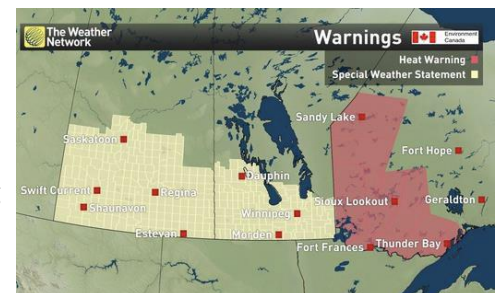 The Weather
Network
Warnings
Environment
Canada
Heat Warning
Special Weather Statement
Sandy Lake
Saskatoon
Fort Hope
Dauphin
Swift Current
Regina
Sioux Lookout
Geraldton
Shaunavon
Winnipeg
Estevan
Morden
Fort Frances
Thunder Bay